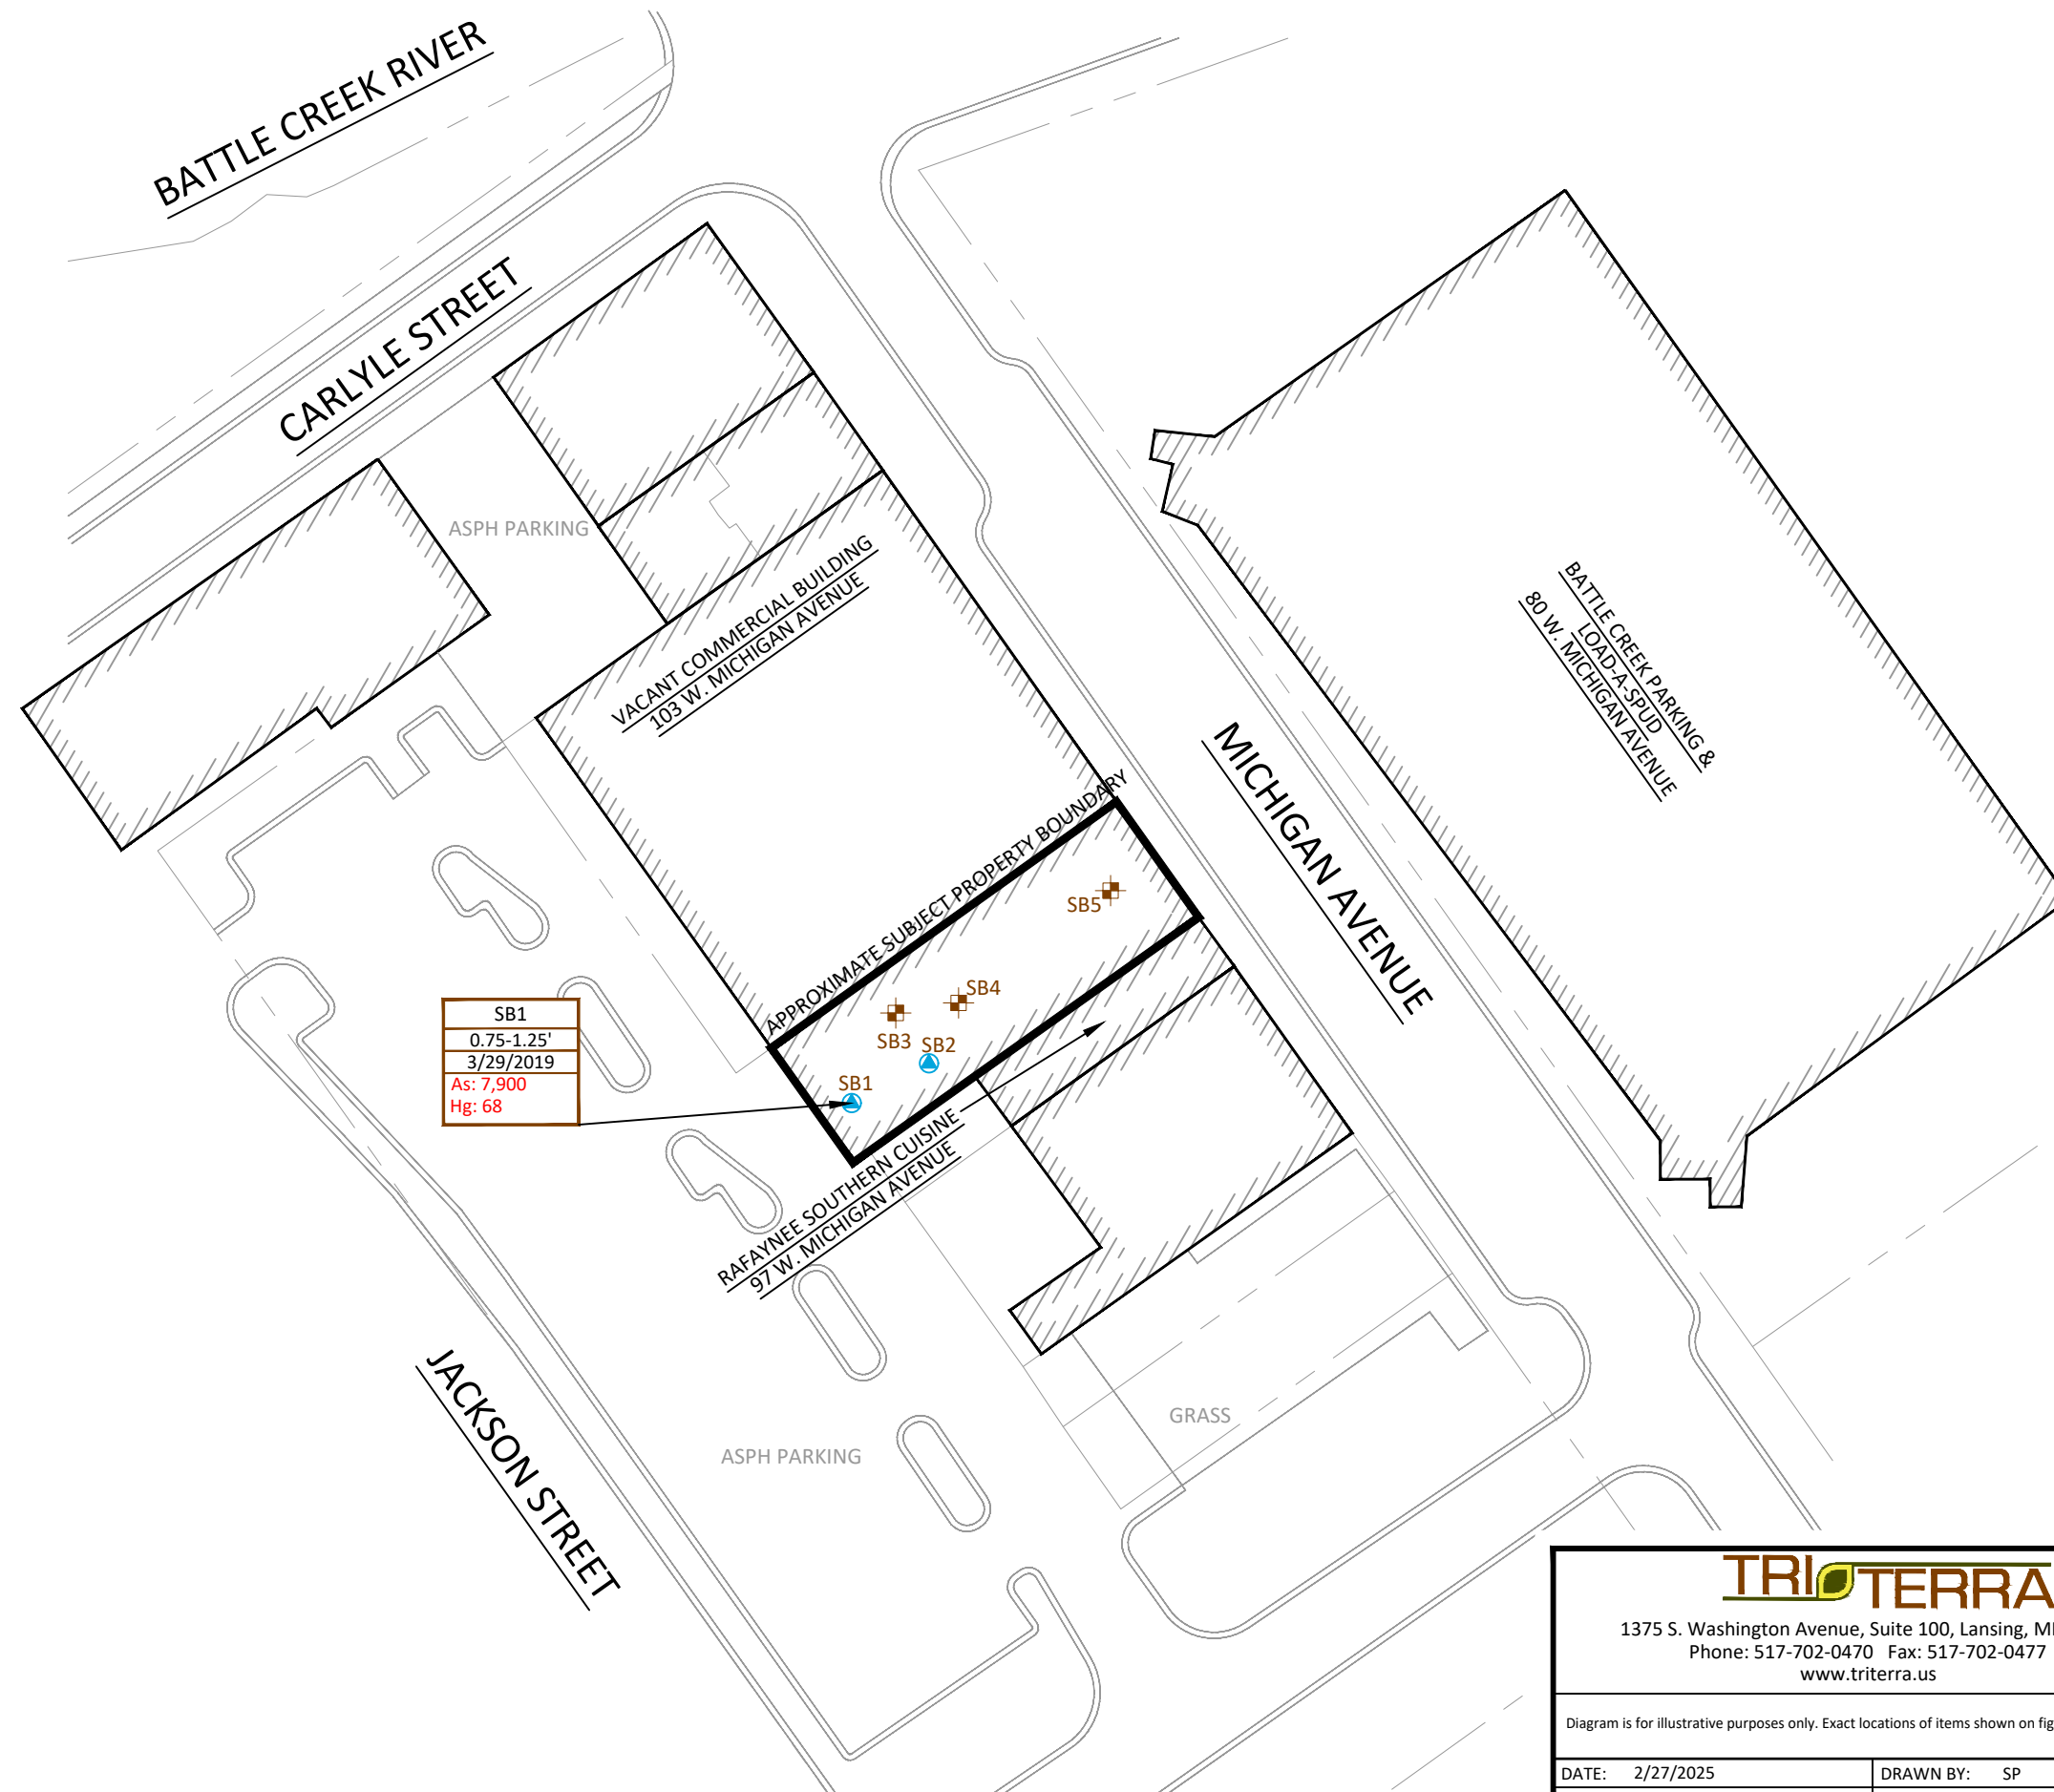 BATTLE CREEK RIVER
CARLYLE STREET
ASPH PARKING
VACANT COMMERCIAL BUILDING
103 W. MICHIGAN AVENUE
BATTLE CREEK PARKING &
LOAD-A-SPUD
80 W. MICHIGAN AVENUE
MICHIGAN AVENUE
APPROXIMATE SUBJECT PROPERTY BOUNDARY
SB5
SB4
SB3
SB2
SB1
SB1
0.75-1.25'
3/29/2019
As: 7,900
Hg: 68
RAFAYNEE SOUTHERN CUISINE
97 W. MICHIGAN AVENUE
JACKSON STREET
ASPH PARKING
GRASS
TRITERRA
1375 S. Washington Avenue, Suite 100, Lansing, MI
Phone: 517-702-0470 Fax: 517-702-0477
www.triterra.us
Diagram is for illustrative purposes only. Exact locations of items shown on fig
DATE: 2/27/2025
DRAWN BY: SP